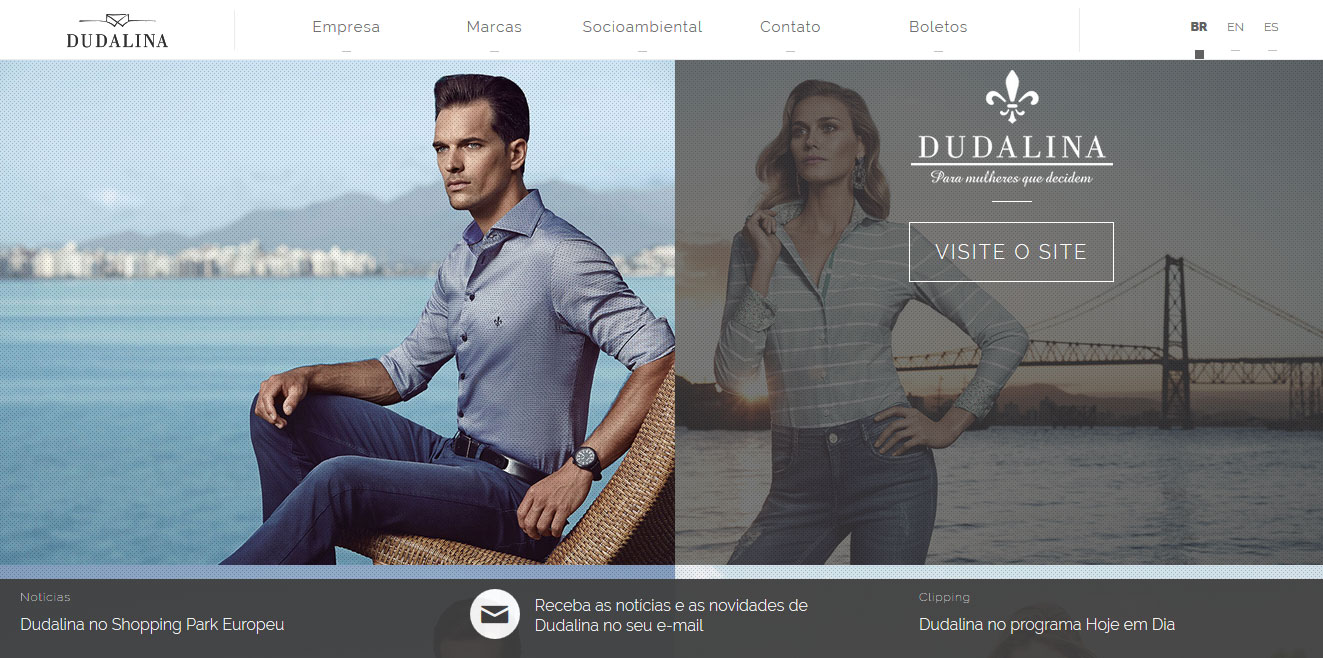 DUDALINA
Empresa
Marcas
Socioambiental
Contato
Boletos
BR
EN
ES
DUDALINA
Para mulheres que decidem
VISITE O SITE
Notícias
Dudalina no Shopping Park Europeu
Receba as notícias e as novidades de
Dudalina no seu e-mail
Clipping
Dudalina no programa Hoje em Dia